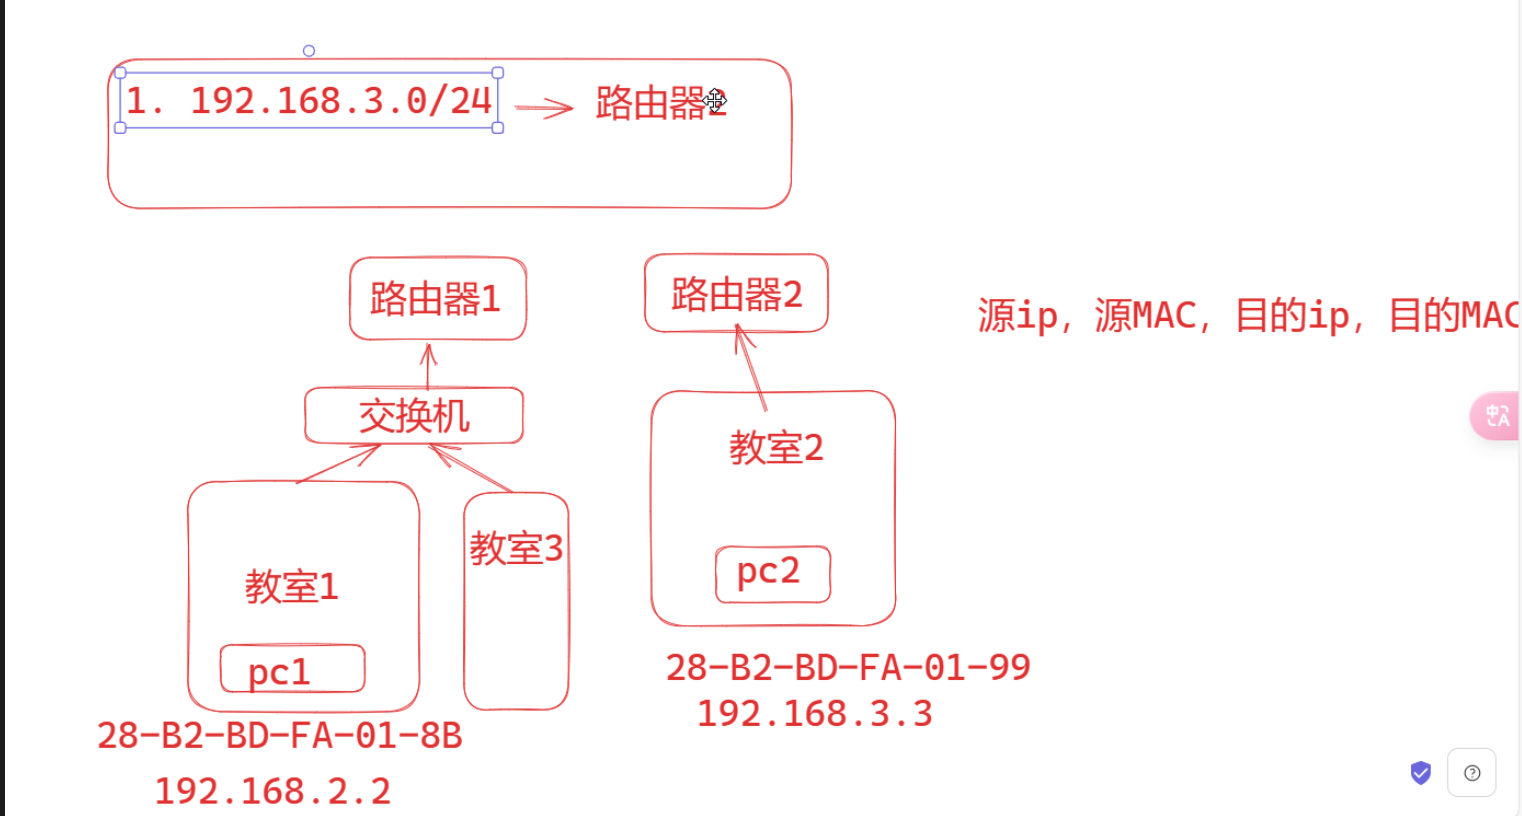 1. 192.168.3.0/24
路由器2
路由器1
路由器2
源ip, 源MAC, 目的ip, 目的MAC
交换机
中
A
教室2
教室3
pc2
教室1
pc1
28-B2-BD-FA-01-99
192.168.3.3
28-B2-BD-FA-01-8B
192.168.2.2